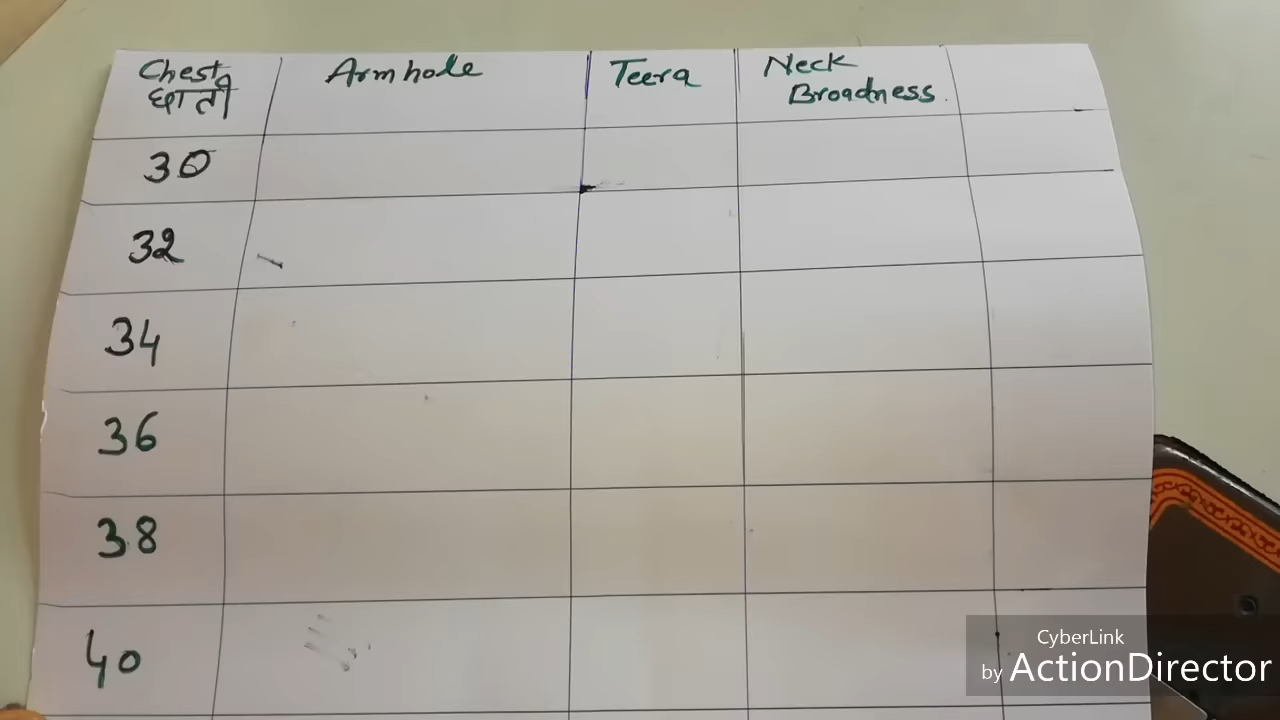 Chest Armhole Teera Neck
छाती Broadness
30
32
34
36
38
40
CyberLink
by ActionDirector